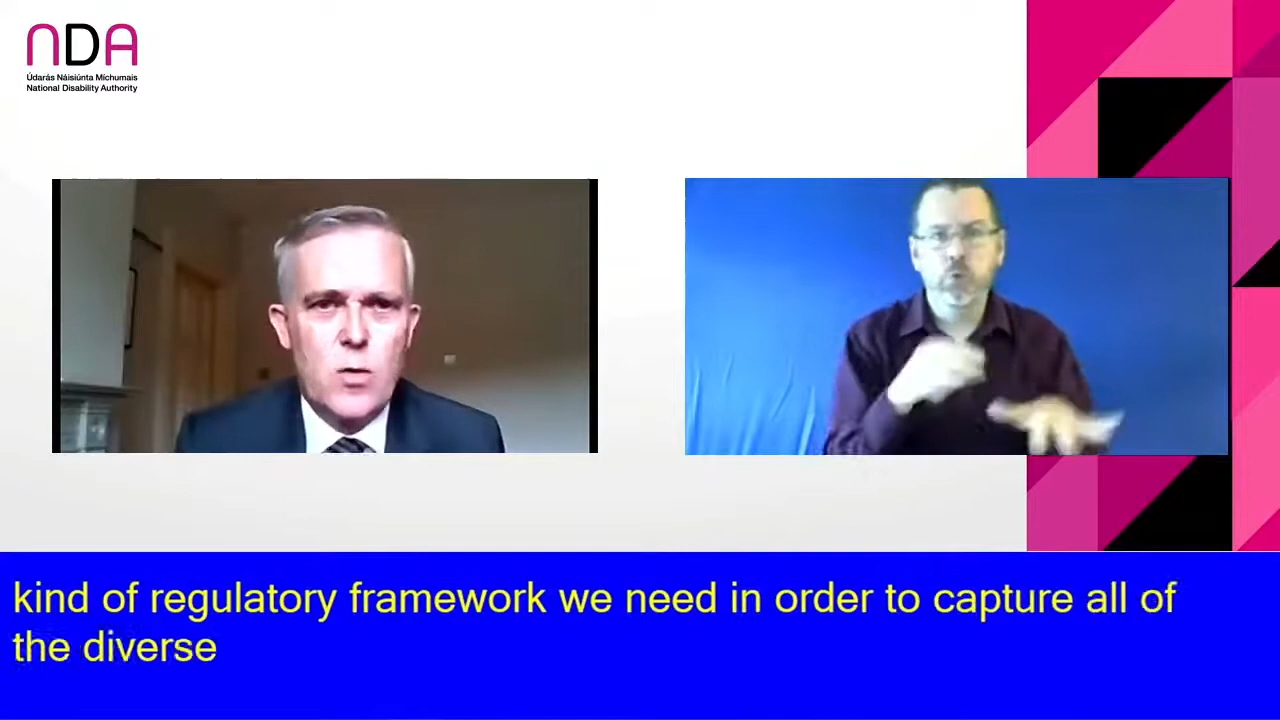 NDA
Údarás Náisiúnta Míchumais
National Disability Authority
kind of regulatory framework we need in order to capture all of
the diverse